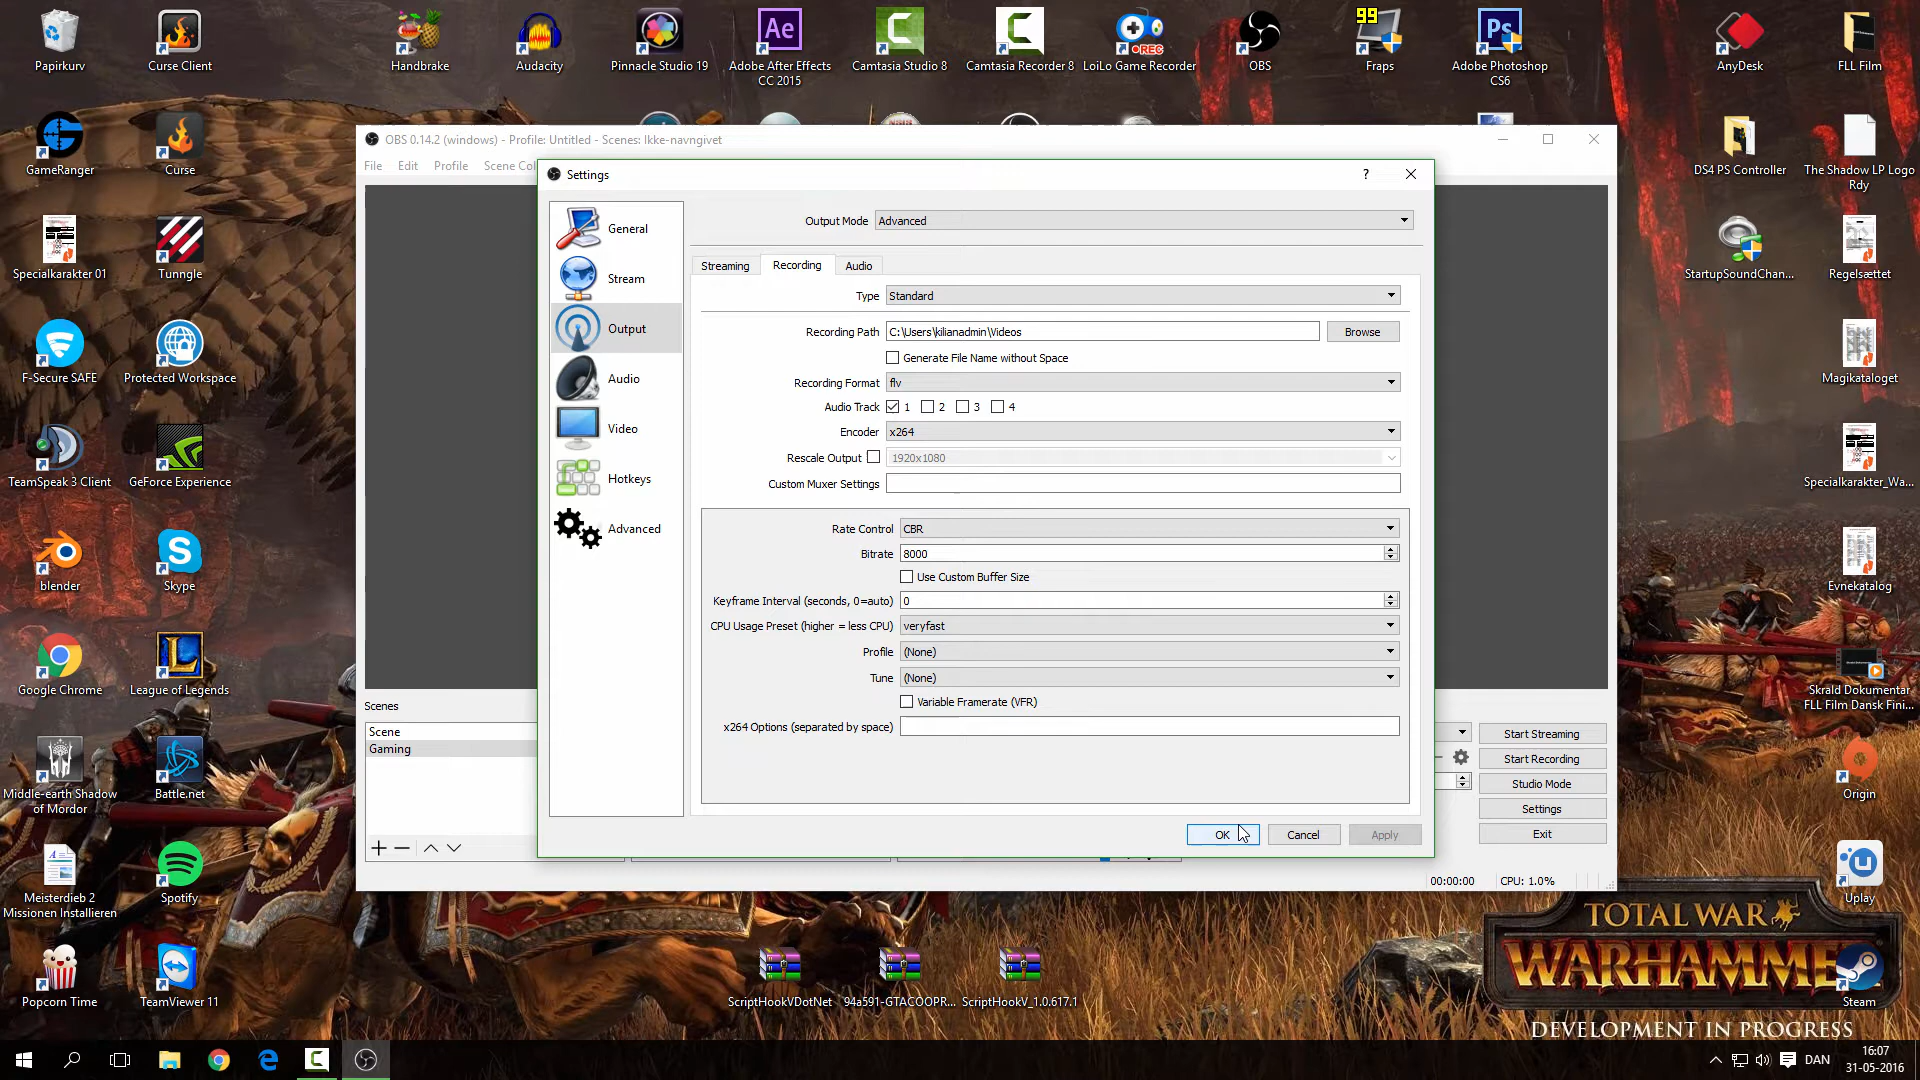 Papirkurv
Curse Client
Handbrake
Audacity
Pinnacle Studio 19
Adobe After Effects
CC 2015
Camtasia Studio 8
Camtasia Recorder 8
LoiLo Game Recorder
OBS
99
Fraps
Adobe Photoshop
CS6
AnyDesk
FLL Film
GameRanger
Curse
DS4 PS Controller
The Shadow LP Logo
Rdy
Specialkarakter 01
Tunngle
StartupSoundChan...
Regelsættet
F-Secure SAFE
Protected Workspace
Magikataloget
TeamSpeak 3 Client
GeForce Experience
Specialkarakter_Wa...
blender
Skype
Evnekatalog
Google Chrome
League of Legends
Skrald Dokumentar
FLL Film Dansk Fini...
Middle-earth Shadow
of Mordor
Battle.net
Origin
Meisterdieb 2
Missionen Installieren
Spotify
Uplay
Popcorn Time
TeamViewer 11
ScriptHookVDotNet
94a591-GTACOOPR...
ScriptHookV_1.0.617.1
Steam
OBS 0.14.2 (windows) - Profile: Untitled - Scenes: Ikke-navngivet
File Edit Profile Scene Col
Settings
?
General
Stream
Output
Audio
Video
Hotkeys
Advanced
Output Mode Advanced
Streaming Recording Audio
Type Standard
Recording Path C:\Users\kilianadmin\Videos Browse
Generate File Name without Space
Recording Format flv
Audio Track 1 2 3 4
Encoder x264
Rescale Output 1920x1080
Custom Muxer Settings
Rate Control CBR
Bitrate 8000
Use Custom Buffer Size
Keyframe Interval (seconds, 0=auto) 0
CPU Usage Preset (higher = less CPU) veryfast
Profile (None)
Tune (None)
Variable Framerate (VFR)
x264 Options (separated by space)
OK Cancel Apply
Scenes
Scene
Gaming
Start Streaming
Start Recording
Studio Mode
Settings
Exit
00:00:00 CPU: 1.0%
TOTAL WAR
WARHAMMER
DEVELOPMENT IN PROGRESS
DAN
16:07
31-05-2016